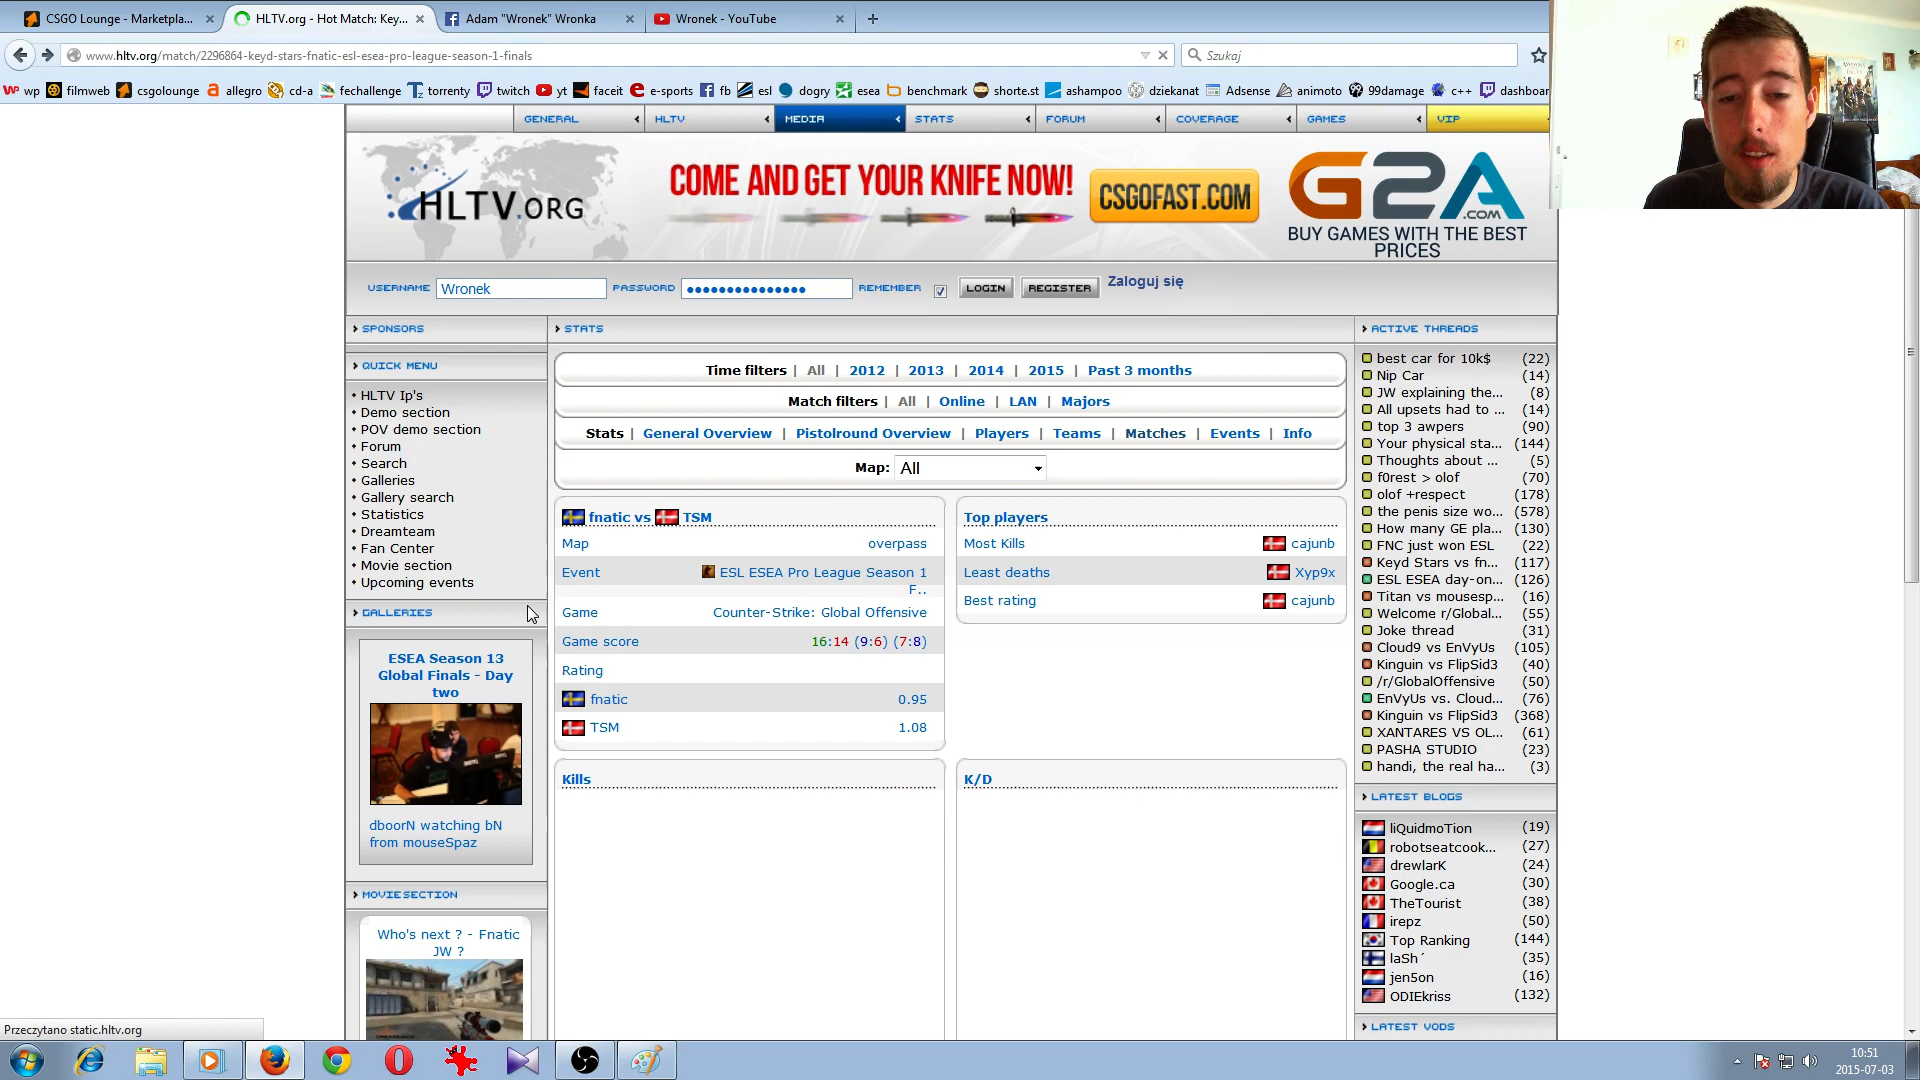 CSGO Lounge - Marketpla...
HLTV.org - Hot Match: Key...
Adam "Wronek" Wronka
Wronek - YouTube
www.hltv.org/match/2296864-keyd-stars-fnatic-esl-esea-pro-league-season-1-finals
Szukaj
wp filmweb csgolounge allegro cd-a fechallenge torrenty twitch yt faceit e-sports fb esl dogry esea benchmark shorte.st ashampoo dziekanat Adsense animoto 99damage c++ dashboar
GENERAL HLTV MEDIA STATS FORUM COVERAGE GAMES VIP
HLTV.ORG
COME AND GET YOUR KNIFE NOW!
CSGOFAST.COM
G2A
.COM
BUY GAMES WITH THE BEST
PRICES
USERNAME Wronek PASSWORD REMEMBER LOGIN REGISTER Zaloguj się
SPONSORS
QUICK MENU
HLTV Ip's
Demo section
POV demo section
Forum
Search
Galleries
Gallery search
Statistics
Dreamteam
Fan Center
Movie section
Upcoming events
GALLERIES
ESEA Season 13
Global Finals - Day
two
dboorN watching bN
from mouseSpaz
MOVIESECTION
Who's next ? - Fnatic
JW ?
STATS
Time filters | All | 2012 | 2013 | 2014 | 2015 | Past 3 months
Match filters | All | Online | LAN | Majors
Stats | General Overview | Pistolround Overview | Players | Teams | Matches | Events | Info
Map: All
fnatic vs TSM
Map overpass
Event ESL ESEA Pro League Season 1
F..
Game Counter-Strike: Global Offensive
Game score 16:14 (9:6) (7:8)
Rating
fnatic 0.95
TSM 1.08
Top players
Most Kills cajunb
Least deaths Xyp9x
Best rating cajunb
Kills
K/D
ACTIVE THREADS
best car for 10k$ (22)
Nip Car (14)
JW explaining the... (8)
All upsets had to ... (14)
top 3 awpers (90)
Your physical sta... (144)
Thoughts about ... (5)
f0rest > olof (70)
olof +respect (178)
the penis size wo... (578)
How many GE pla... (130)
FNC just won ESL (22)
Keyd Stars vs fn... (117)
ESL ESEA day-on... (126)
Titan vs mousesp... (16)
Welcome r/Global... (55)
Joke thread (31)
Cloud9 vs EnVyUs (105)
Kinguin vs FlipSid3 (40)
/r/GlobalOffensive (50)
EnVyUs vs. Cloud... (76)
Kinguin vs FlipSid3 (368)
XANTARES VS OL... (61)
PASHA STUDIO (23)
handi, the real ha... (3)
LATEST BLOGS
liQuidmoTion (19)
robotseatcook... (27)
drewlarK (24)
Google.ca (30)
TheTourist (38)
irepz (50)
Top Ranking (144)
laSh´ (35)
jen5on (16)
ODIEkriss (132)
LATEST VODS
Przeczytano static.hltv.org
10:51
2015-07-03